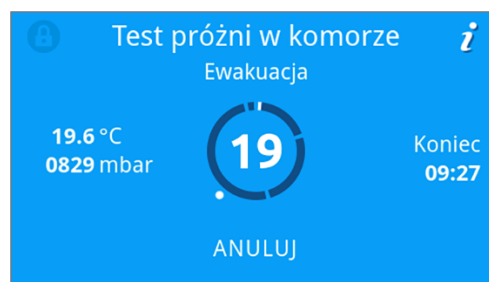 Test próżni w komorze
i
Ewakuacja
19.6 °C
0829 mbar
19
Koniec
09:27
ANULUJ